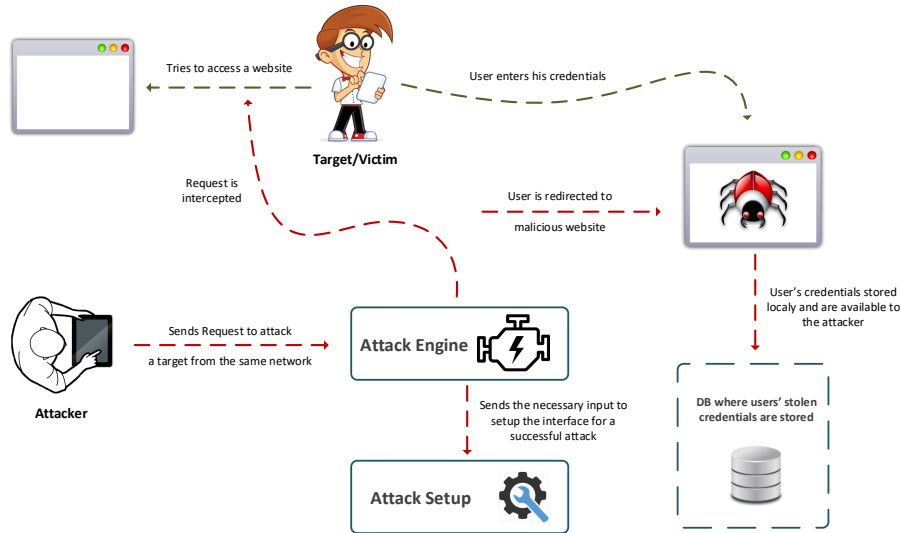 Tries to access a website
User enters his credentials
Target/Victim
Request is
intercepted
User is redirected to
malicious website
User's credentials stored
localy and are available to
the attacker
Sends Request to attack
a target from the same network
Attacker
Attack Engine
Sends the necessary input to
setup the interface for a
successful attack
Attack Setup
DB where users' stolen
credentials are stored